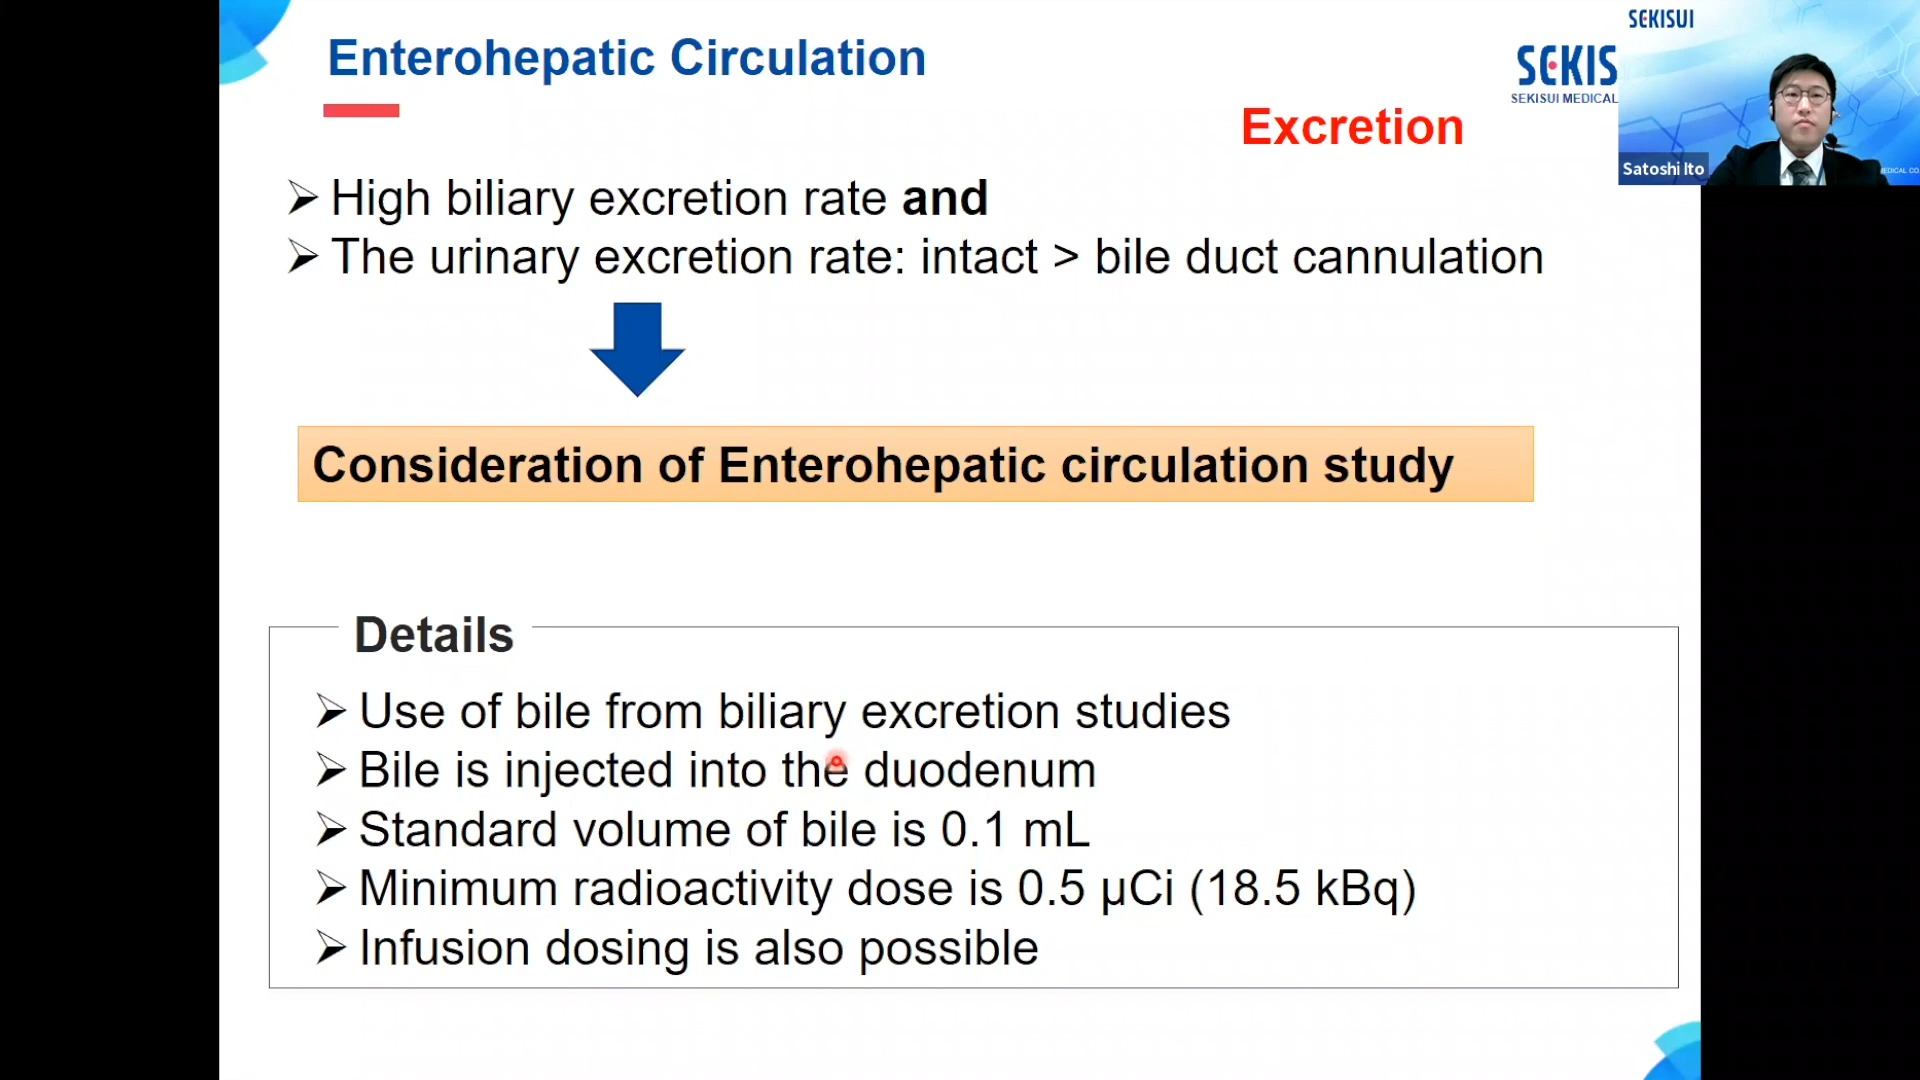 Enterohepatic Circulation
SEKISUI
SEKIS
SEKISUI MEDICAL
Excretion
Satoshi Ito
EDICAL CO
➢ High biliary excretion rate and
➢ The urinary excretion rate: intact > bile duct cannulation
Consideration of Enterohepatic circulation study
Details
➢ Use of bile from biliary excretion studies
➢ Bile is injected into the duodenum
➢ Standard volume of bile is 0.1 mL
➢ Minimum radioactivity dose is 0.5 μCi (18.5 kBq)
➢ Infusion dosing is also possible